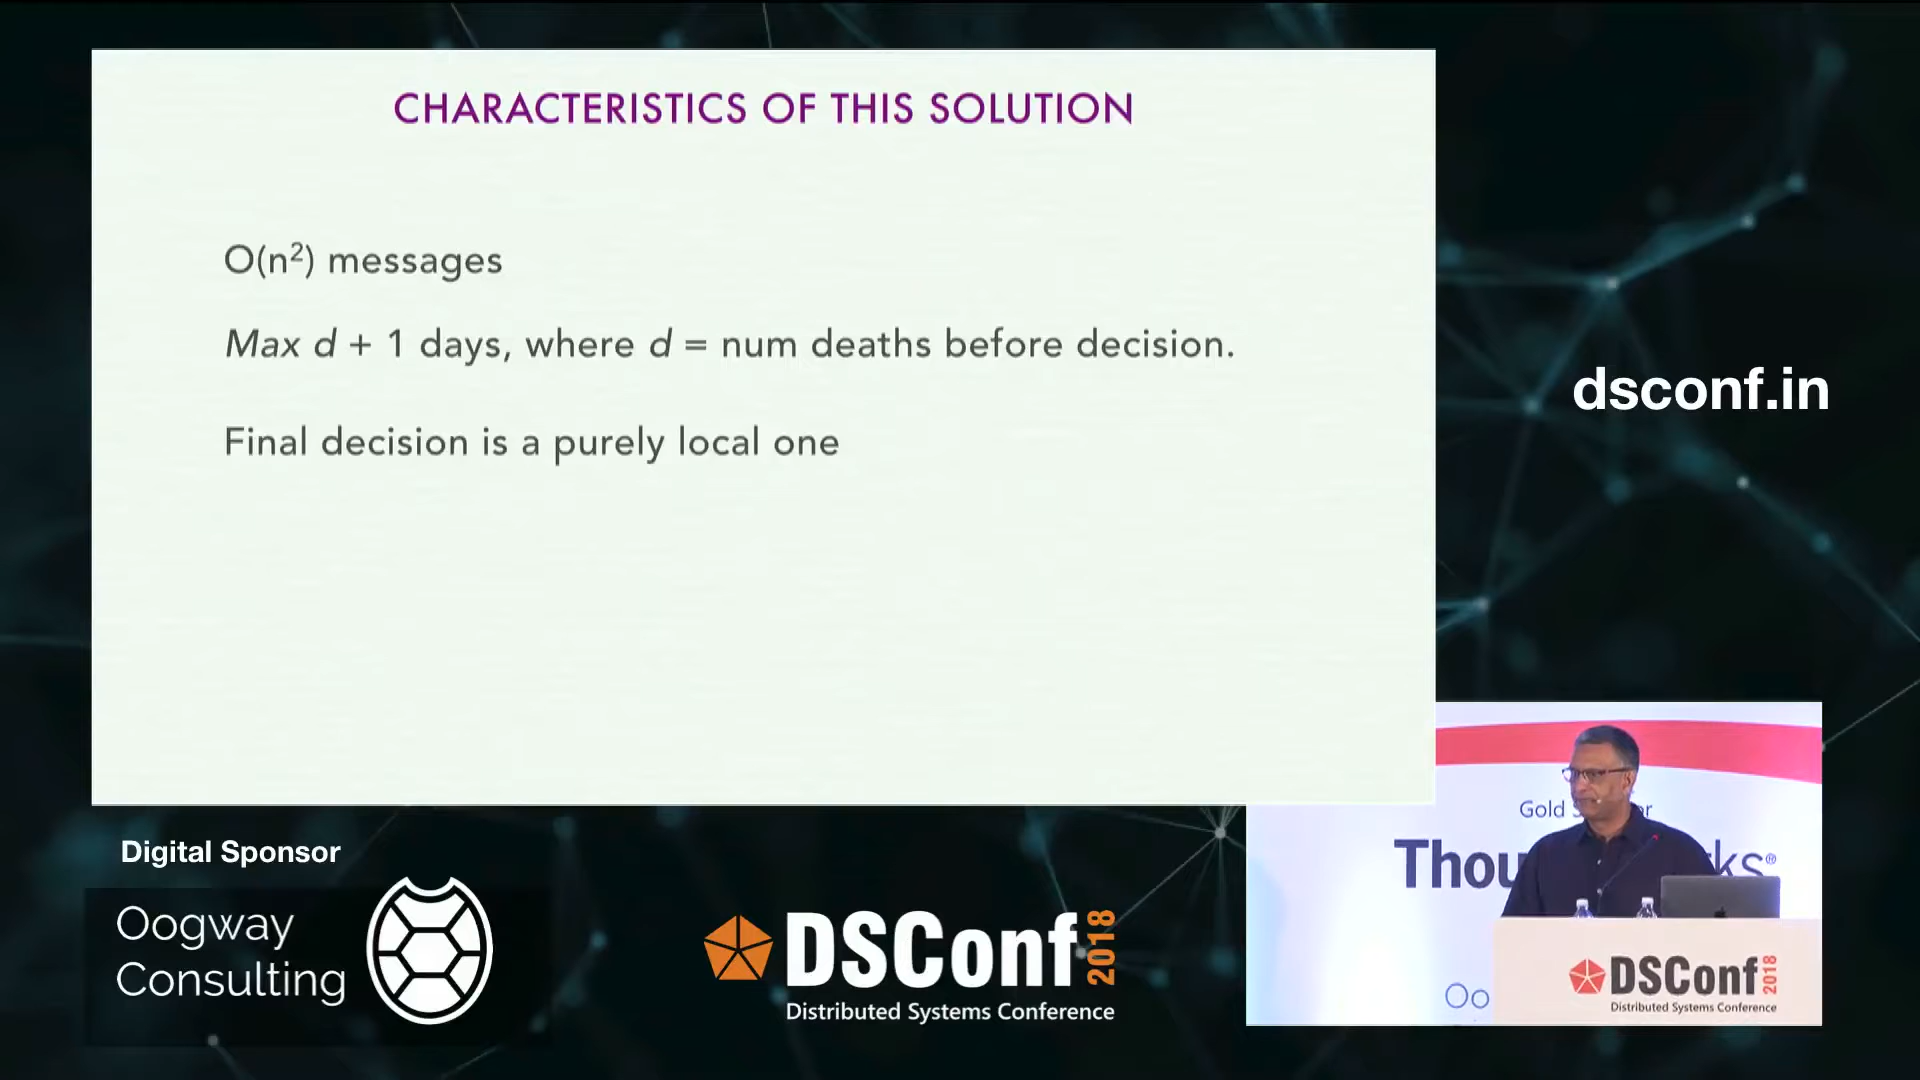 CHARACTERISTICS OF THIS SOLUTION
O(n²) messages
Max d + 1 days, where d = num deaths before decision.
Final decision is a purely local one
dsconf.in
Digital Sponsor
Oogway
Consulting
DSConf 2018
Distributed Systems Conference
Gold
Thou ks®
Oo
DSConf 2018
Distributed Systems Conference